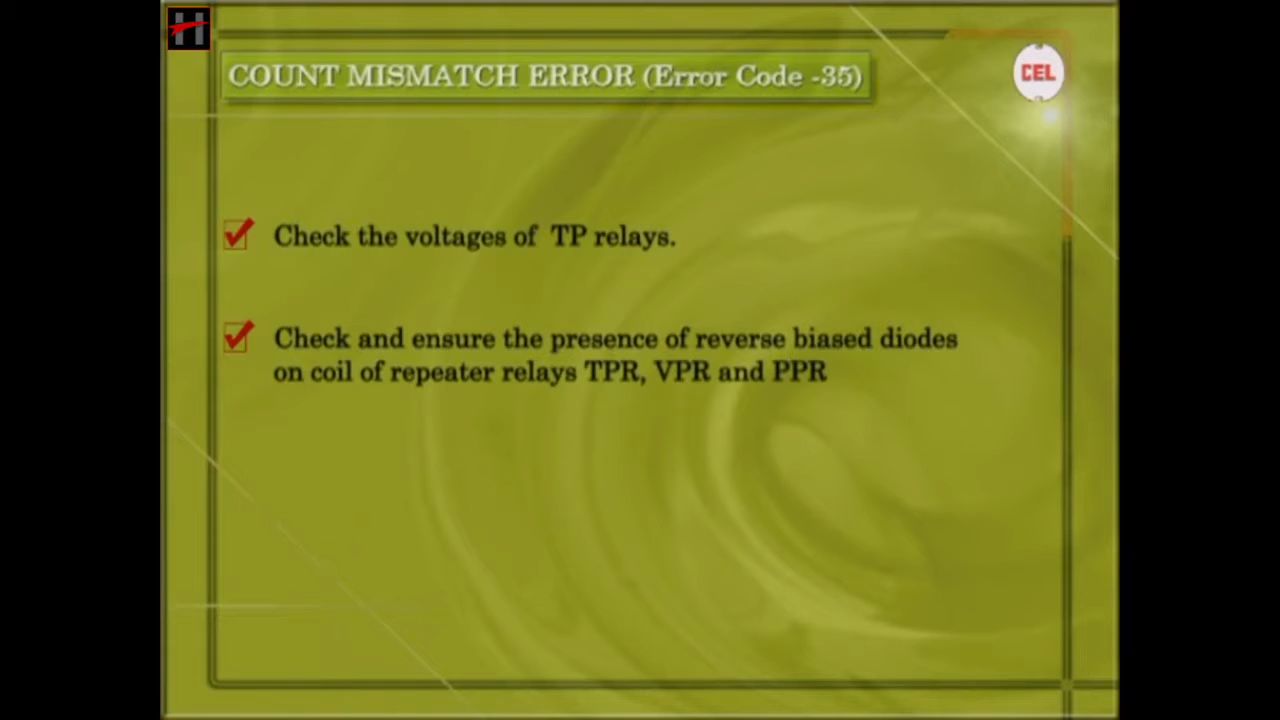 COUNT MISMATCH ERROR (Error Code -35)
CEL
Check the voltages of TP relays.
Check and ensure the presence of reverse biased diodes
on coil of repeater relays TPR, VPR and PPR